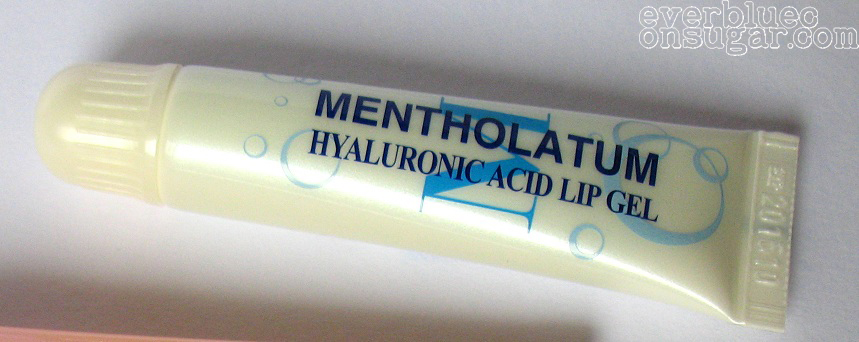 everbluec
onsugar.com
MENTHOLATUM
M
HYALURONIC ACID LIP GEL